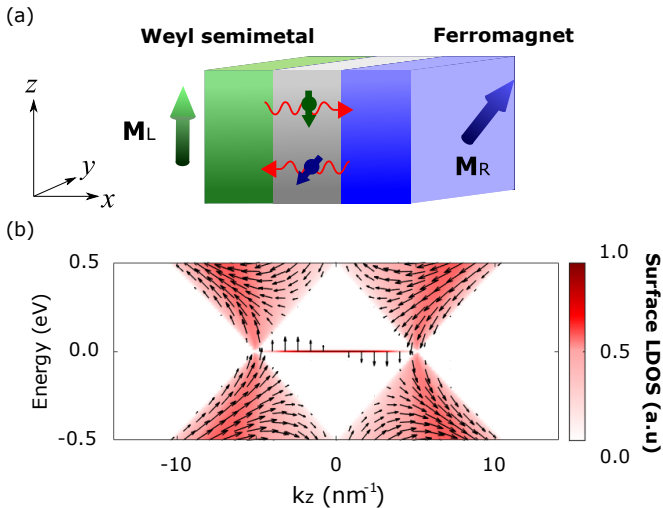 (a)
Weyl semimetal Ferromagnet
z
y
x
ML
MR
(b)
Energy (eV)
0.5
0.0
-0.5
-10 0 10
kz (nm⁻¹)
1.0
0.5
0.0
Surface LDOS (a.u)